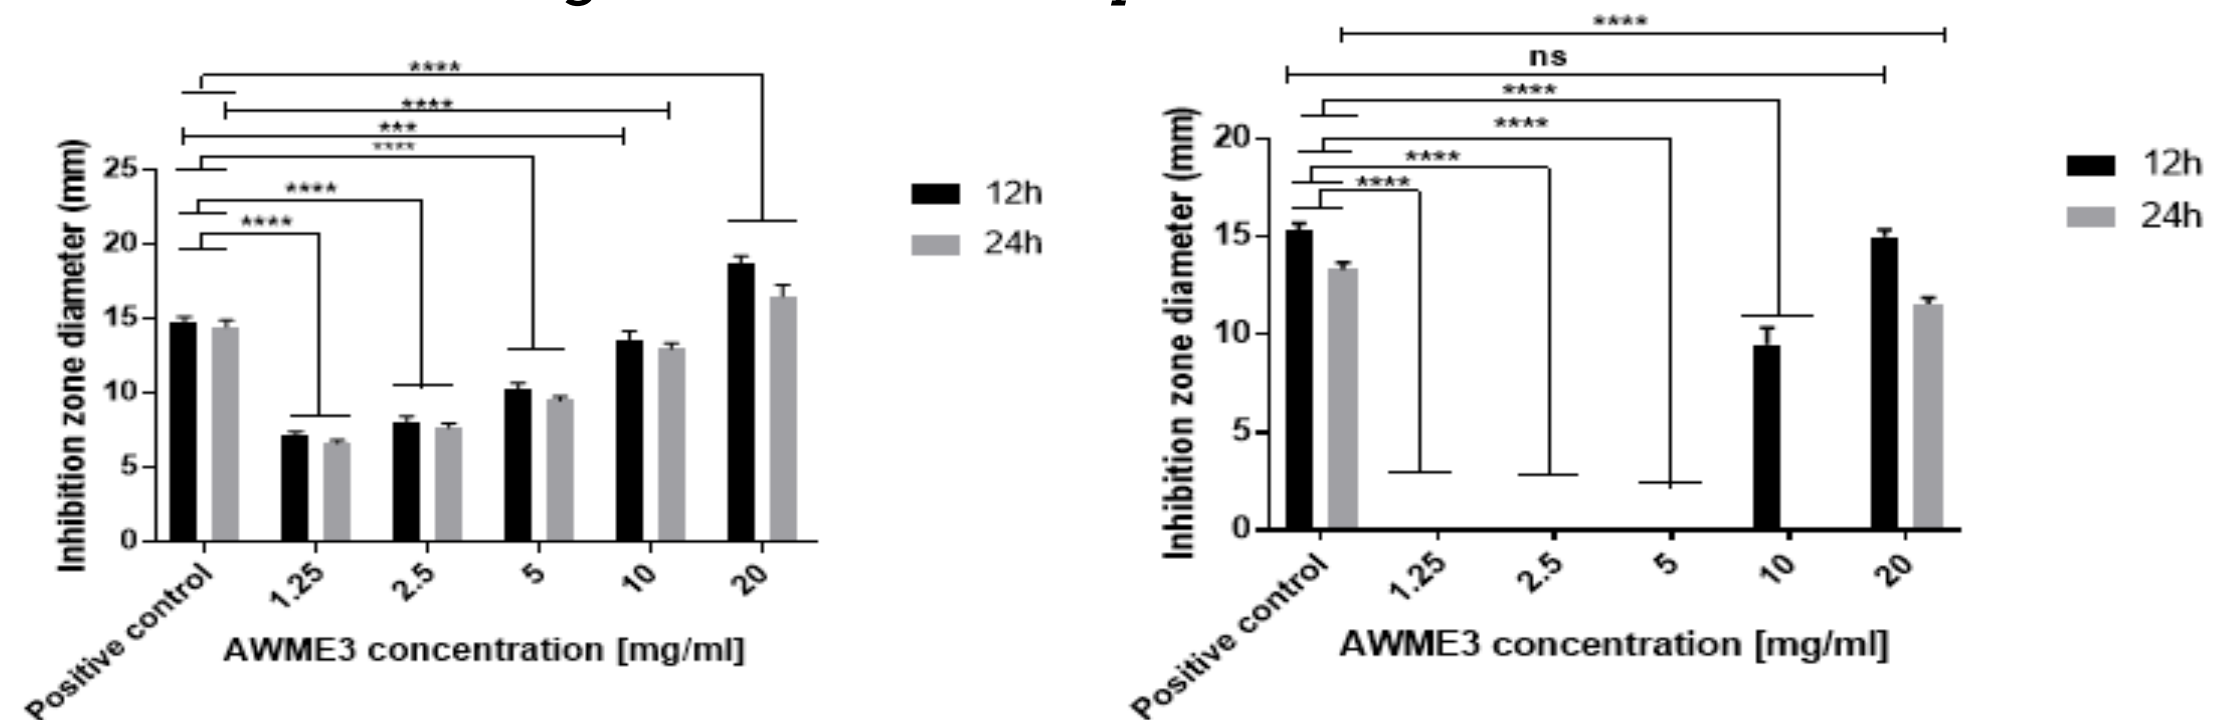 ****
****
***
****
****
****
Inhibition zone diameter (mm)
25
20
15
10
5
0
Positive control
1.25
2.5
5
10
20
AWME3 concentration [mg/ml]
12h
24h
****
ns
****
****
****
****
Inhibition zone diameter (mm)
20
15
10
5
0
Positive control
1.25
2.5
5
10
20
AWME3 concentration [mg/ml]
12h
24h